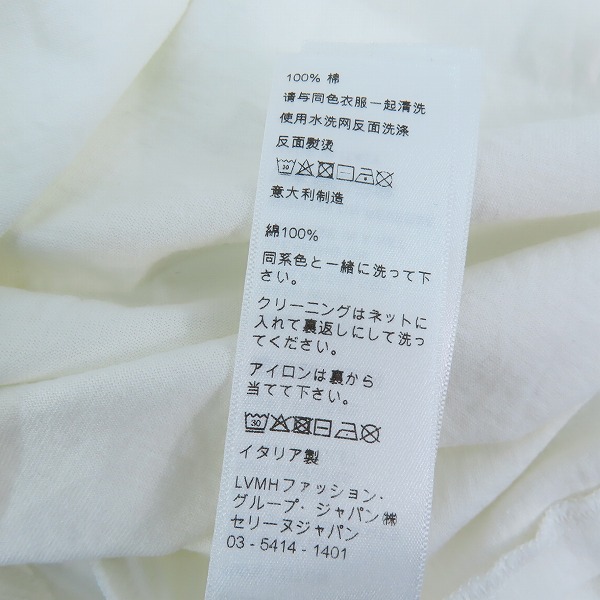 100% 棉
请与同色衣服一起清洗
使用水洗网反面洗涤
反面熨烫
30
意大利制造
綿100%
同系色と一緒に洗って下
さい。
クリーニングはネットに
入れて裏返しにして洗っ
てください。
アイロンは裏から
当てて下さい。
30
イタリア製
LVMHファッション・
グループ・ジャパン㈱
セリーヌジャパン
03 - 5414 - 1401